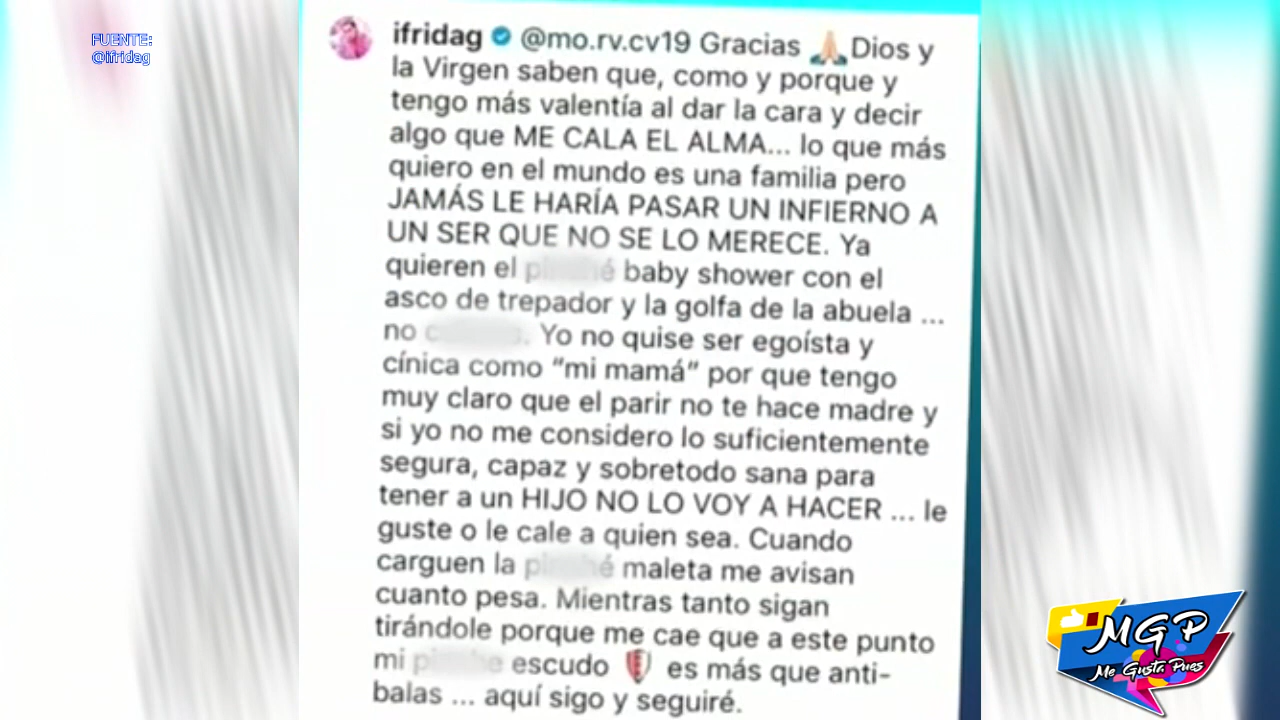 FUENTE:
@ifridag
ifridag @mo.rv.cv19 Gracias 🙏🏻 Dios y
la Virgen saben que, como y porque y
tengo más valentía al dar la cara y decir
algo que ME CALA EL ALMA... lo que más
quiero en el mundo es una familia pero
JAMÁS LE HARÍA PASAR UN INFIERNO A
UN SER QUE NO SE LO MERECE. Ya
quieren el baby shower con el
asco de trepador y la golfa de la abuela ...
no . Yo no quise ser egoísta y
cínica como “mi mamá” por que tengo
muy claro que el parir no te hace madre y
si yo no me considero lo suficientemente
segura, capaz y sobretodo sana para
tener a un HIJO NO LO VOY A HACER ... le
guste o le cale a quien sea. Cuando
carguen la maleta me avisan
cuanto pesa. Mientras tanto sigan
tirándole porque me cae que a este punto
mi escudo 🛡 es más que anti-
balas ... aquí sigo y seguiré.
MGP
Me Gusta Pues